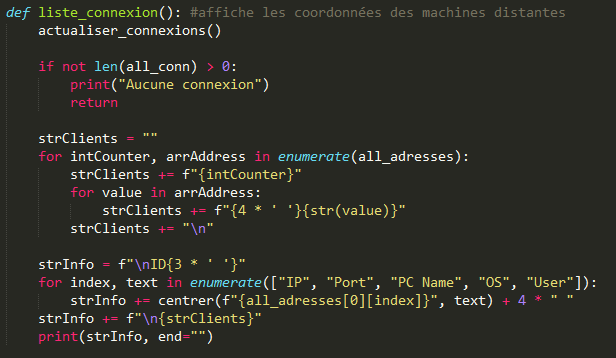 def liste_connexion(): #affiche les coordonnées des machines distantes
    actualiser_connexions()

    if not len(all_conn) > 0:
        print("Aucune connexion")
        return

    strClients = ""
    for intCounter, arrAddress in enumerate(all_adresses):
        strClients += f"{intCounter}"
        for value in arrAddress:
            strClients += f"{4 * ' '}{str(value)}"
        strClients += "\n"

    strInfo = f"\nID{3 * ' '}"
    for index, text in enumerate(["IP", "Port", "PC Name", "OS", "User"]):
        strInfo += centrer(f"{all_adresses[0][index]}", text) + 4 * " "
    strInfo += f"\n{strClients}"
    print(strInfo, end="")